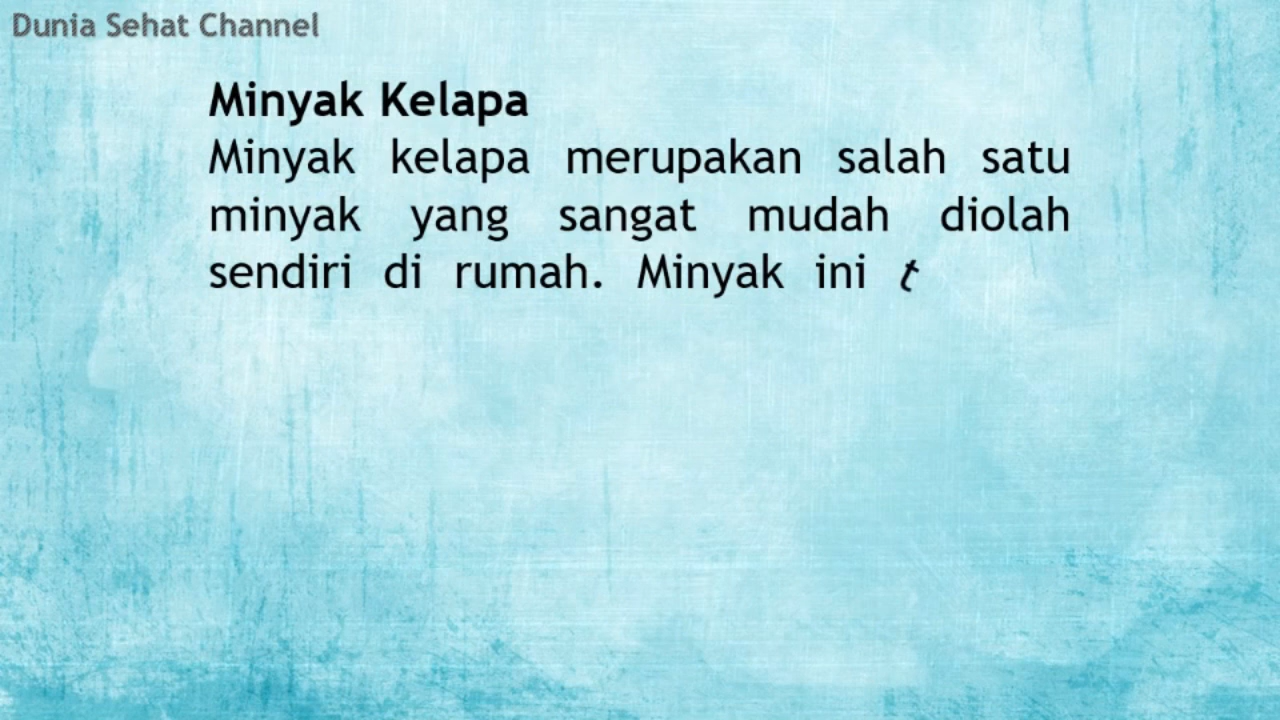 Dunia Sehat Channel
Minyak Kelapa
Minyak kelapa merupakan salah satu
minyak yang sangat mudah diolah
sendiri di rumah. Minyak ini t